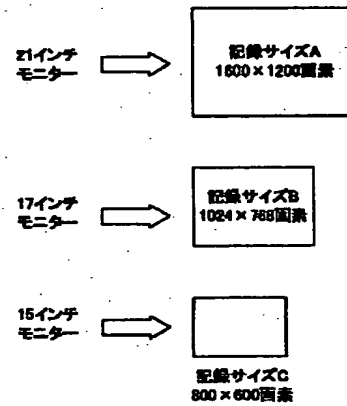 21インチ
モニター
記録サイズA
1600×1200画素
17インチ
モニター
記録サイズB
1024×768画素
15インチ
モニター
記録サイズC
800×600画素